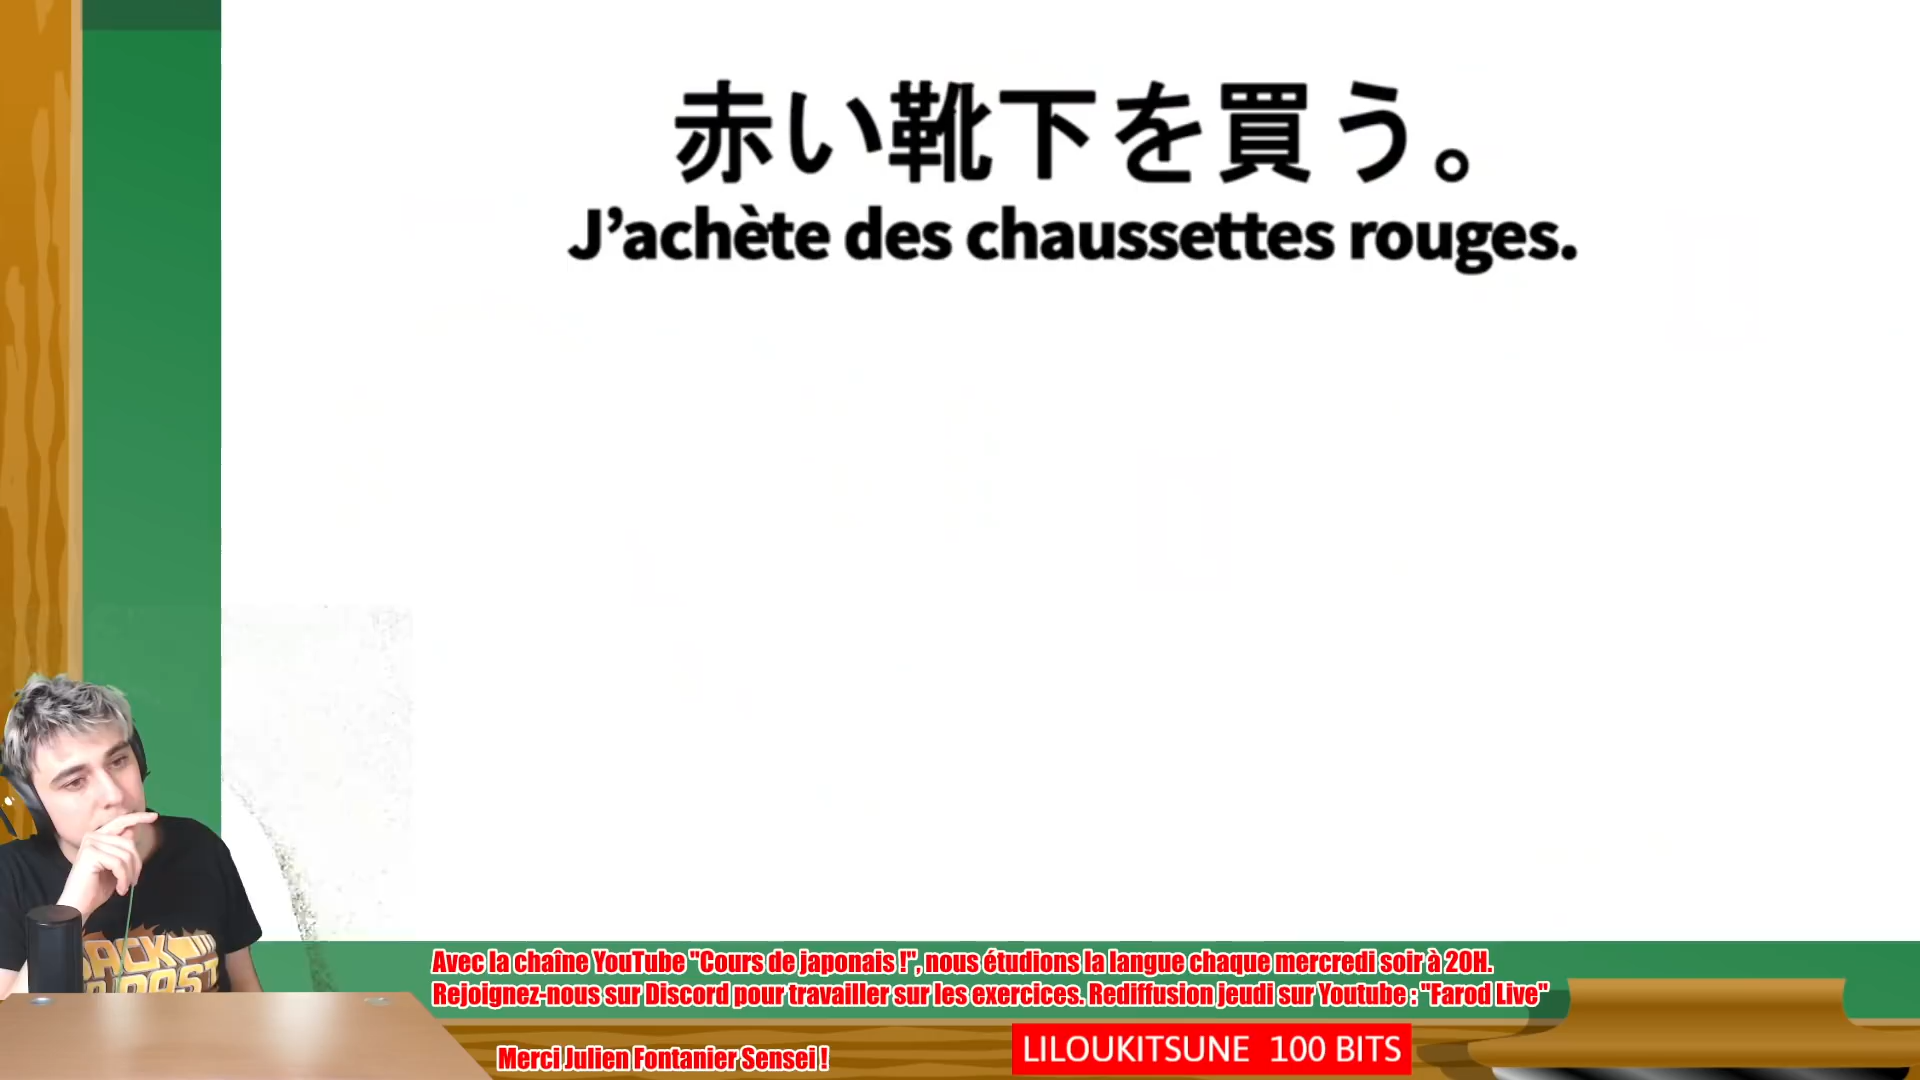 赤い靴下を買う。
J'achète des chaussettes rouges.
Avec la chaîne YouTube "Cours de japonais !", nous étudions la langue chaque mercredi soir à 20H.
Rejoignez-nous sur Discord pour travailler sur les exercices. Rediffusion jeudi sur Youtube : "Farod Live"
Merci Julien Fontanier Sensei !
LILOUKITSUNE 100 BITS